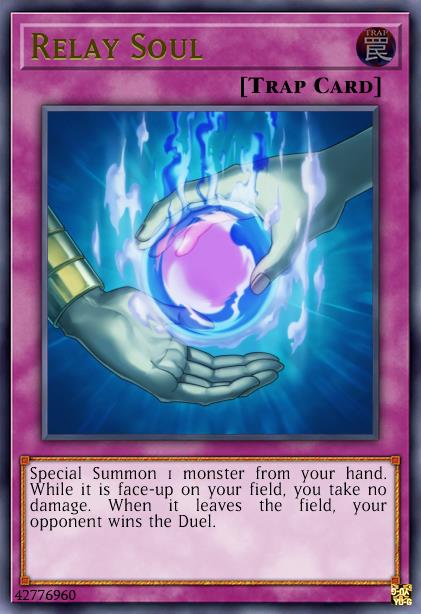 Relay Soul
TRAP
罠
[Trap Card]
Special Summon 1 monster from your hand.
While it is face-up on your field, you take no
damage. When it leaves the field, your
opponent wins the Duel.
42776960